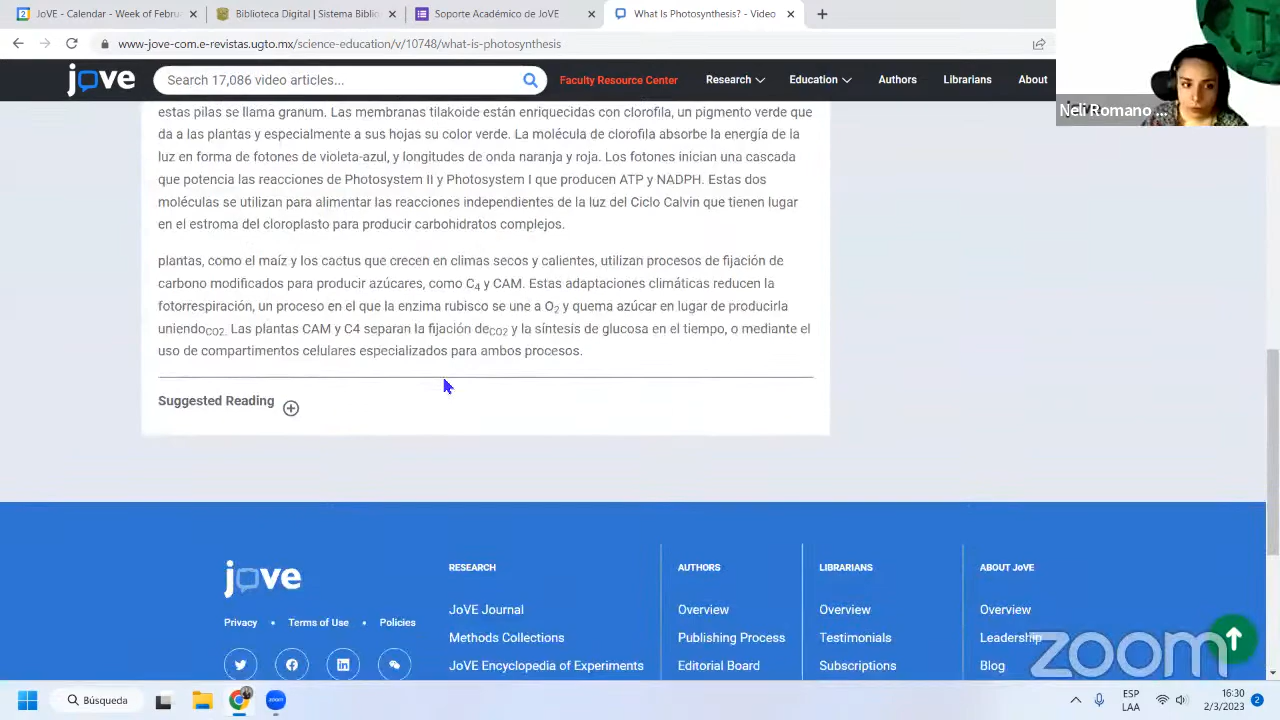 JoVE - Calendar - Week of Febru
Biblioteca Digital | Sistema Biblio
Soporte Académico de JoVE
What Is Photosynthesis? - Video
www-jove-com.e-revistas.ugto.mx/science-education/v/10748/what-is-photosynthesis
jove
Search 17,086 video articles...
Faculty Resource Center
Research
Education
Authors
Librarians
About
Neli Romano ...
estas pilas se llama granum. Las membranas tilakoide están enriquecidas con clorofila, un pigmento verde que
da a las plantas y especialmente a sus hojas su color verde. La molécula de clorofila absorbe la energía de la
luz en forma de fotones de violeta-azul, y longitudes de onda naranja y roja. Los fotones inician una cascada
que potencia las reacciones de Photosystem II y Photosystem I que producen ATP y NADPH. Estas dos
moléculas se utilizan para alimentar las reacciones independientes de la luz del Ciclo Calvin que tienen lugar
en el estroma del cloroplasto para producir carbohidratos complejos.
plantas, como el maíz y los cactus que crecen en climas secos y calientes, utilizan procesos de fijación de
carbono modificados para producir azúcares, como C4 y CAM. Estas adaptaciones climáticas reducen la
fotorrespiración, un proceso en el que la enzima rubisco se une a O2 y quema azúcar en lugar de producirla
uniendoCO2. Las plantas CAM y C4 separan la fijación deCO2 y la síntesis de glucosa en el tiempo, o mediante el
uso de compartimentos celulares especializados para ambos procesos.
Suggested Reading
jove
Privacy • Terms of Use • Policies
RESEARCH
JoVE Journal
Methods Collections
JoVE Encyclopedia of Experiments
AUTHORS
Overview
Publishing Process
Editorial Board
LIBRARIANS
Overview
Testimonials
Subscriptions
ABOUT JoVE
Overview
Leadership
Blog
zoom
Búsqueda
zoom
ESP
LAA
16:30
2/3/2023
2